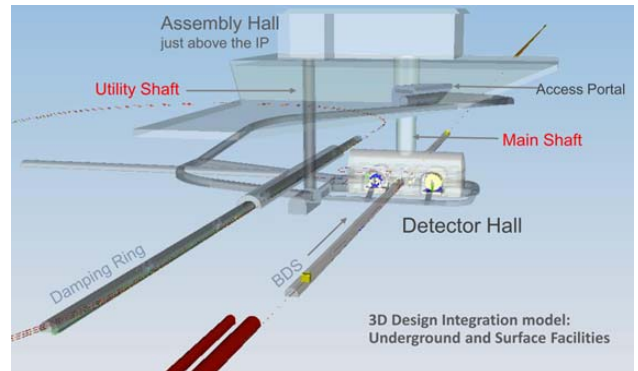 Assembly Hall
just above the IP
Utility Shaft
Access Portal
Main Shaft
Detector Hall
Damping Ring
BDS
3D Design Integration model:
Underground and Surface Facilities